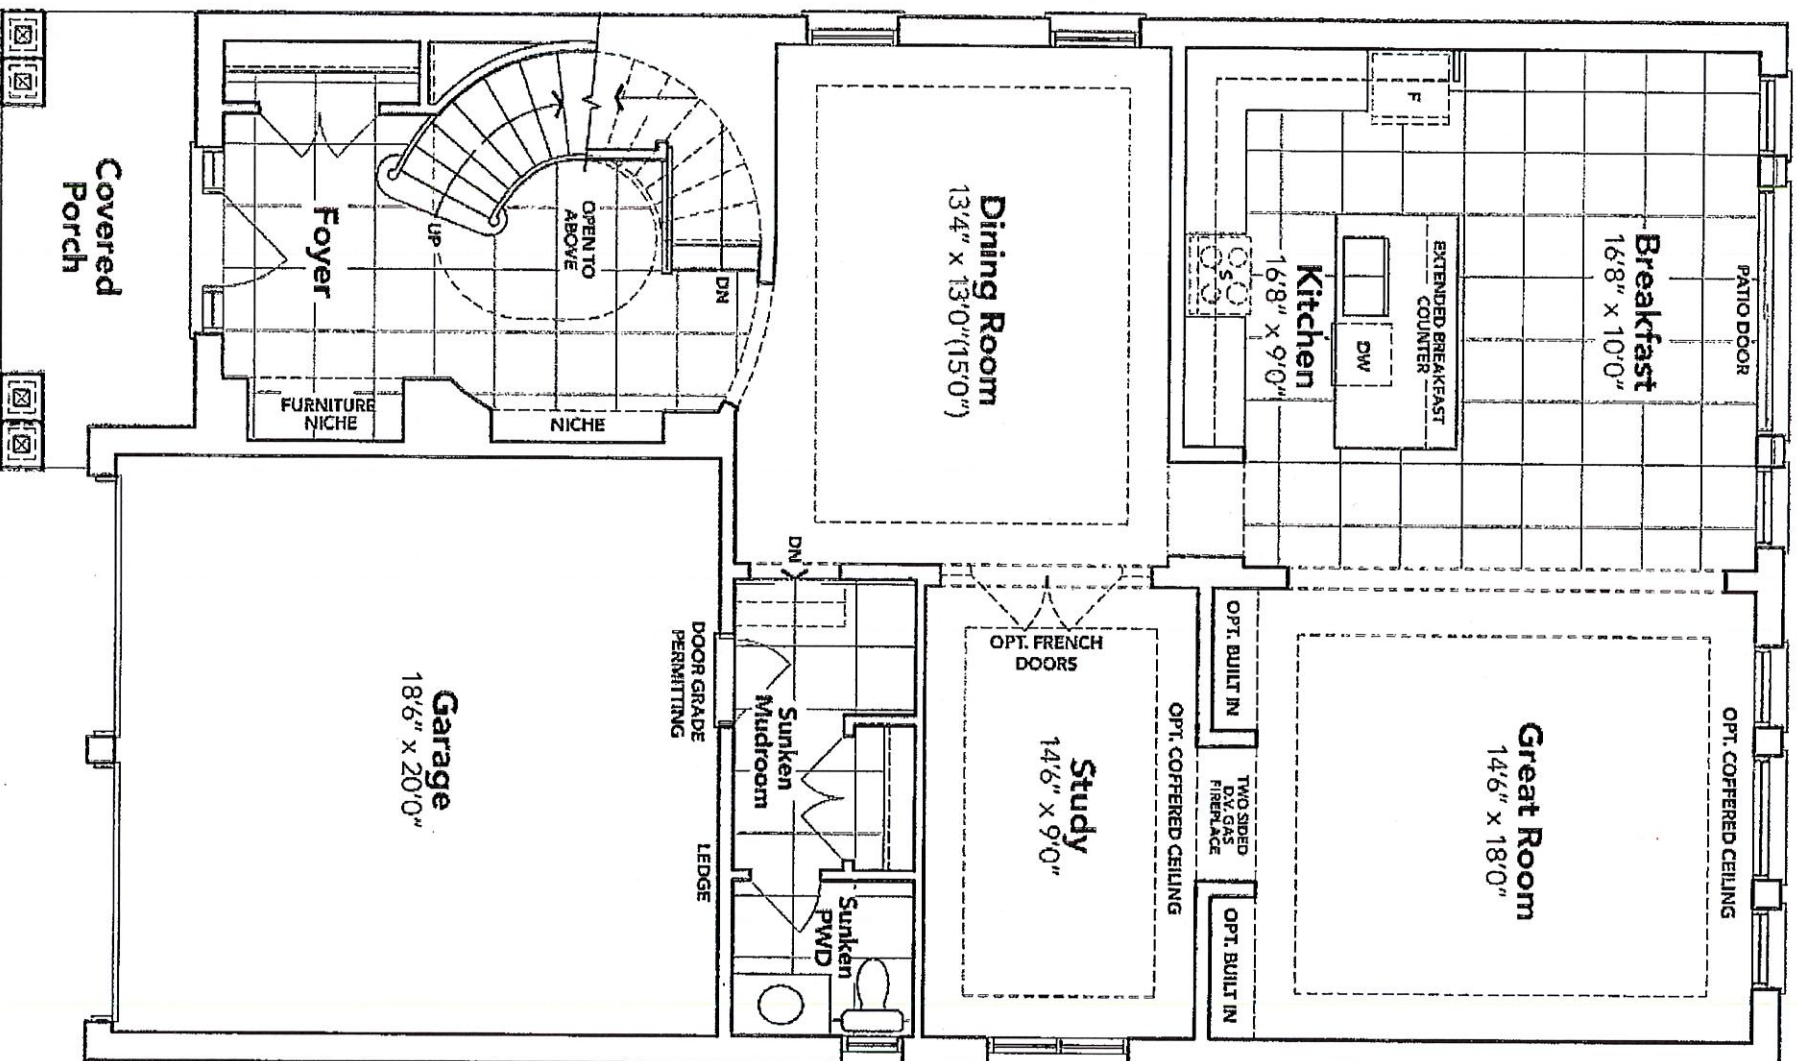 PATIO DOOR
Breakfast
16'8" x 10'0"
EXTENDED BREAKFAST
COUNTER
F
DW
Kitchen
16'8" x 9'0"
S
OPT. COFFERED CEILING
Great Room
14'6" x 18'0"
OPT. BUILT IN
TWO SIDED
D.V. GAS
FIREPLACE
OPT. BUILT IN
OPT. COFFERED CEILING
Study
14'6" x 9'0"
OPT. FRENCH
DOORS
Dining Room
13'4" x 13'0"(15'0")
DN
Sunken
Mudroom
Sunken
PWD
DN
OPEN TO
ABOVE
UP
NICHE
FURNITURE
NICHE
Foyer
DOOR GRADE
PERMITTING
LEDGE
Garage
18'6" x 20'0"
Covered
Porch